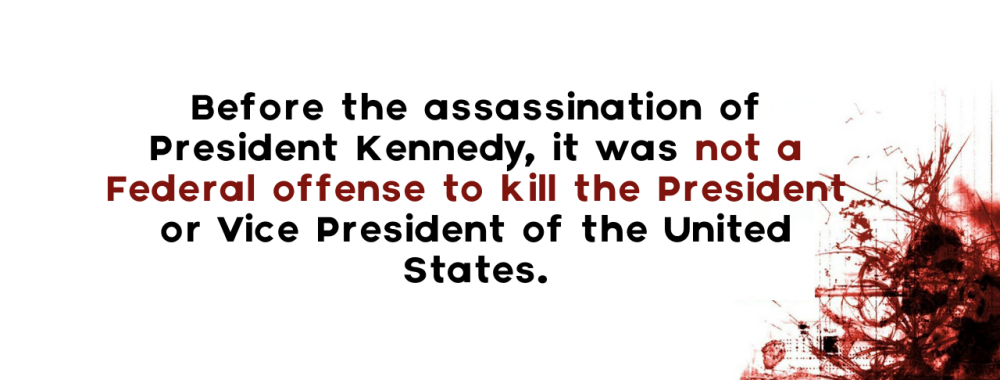 Before the assassination of
President Kennedy, it was not a
Federal offense to kill the President
or Vice President of the United
States.